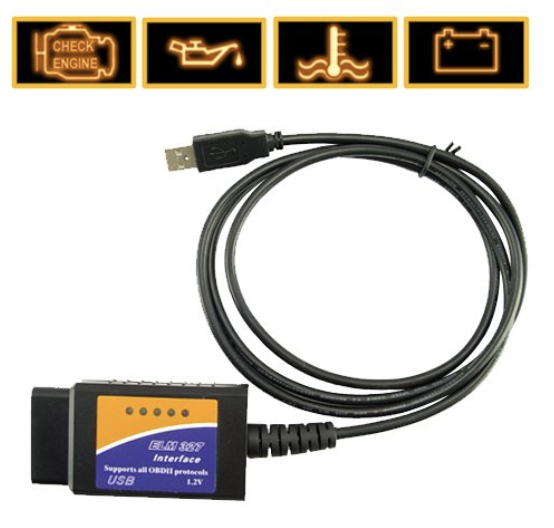 CHECK
ENGINE
ELM 327
Interface
Supports all OBDII protocols
USB 1.2V